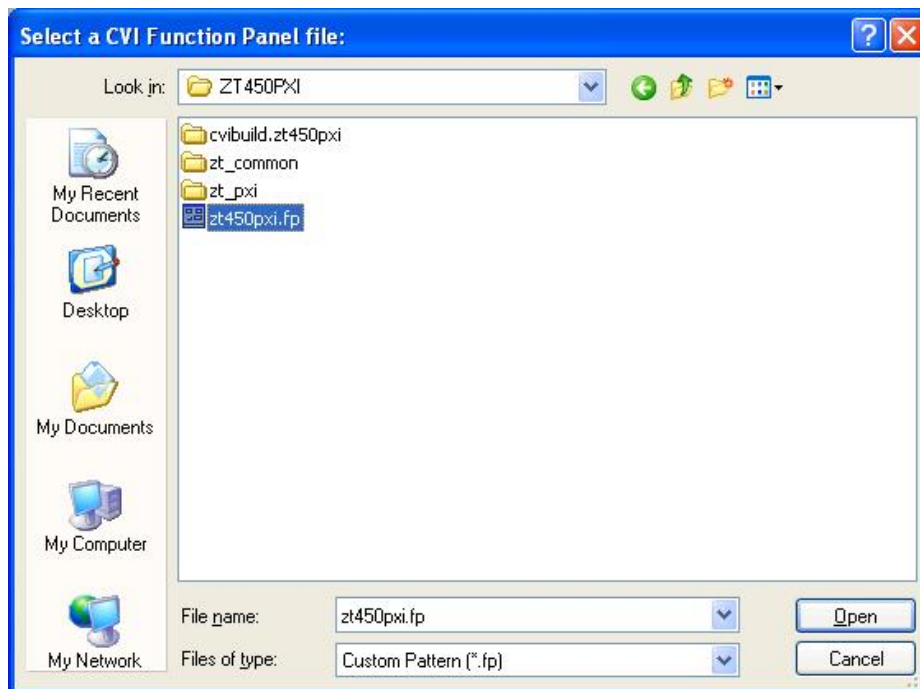 Select a CVI Function Panel file:
Look in: ZT450PXI
cvibuild.zt450pxi
zt_common
zt_pxi
zt450pxi.fp
My Recent
Documents
Desktop
My Documents
My Computer
My Network
File name: zt450pxi.fp Open
Files of type: Custom Pattern (*.fp) Cancel